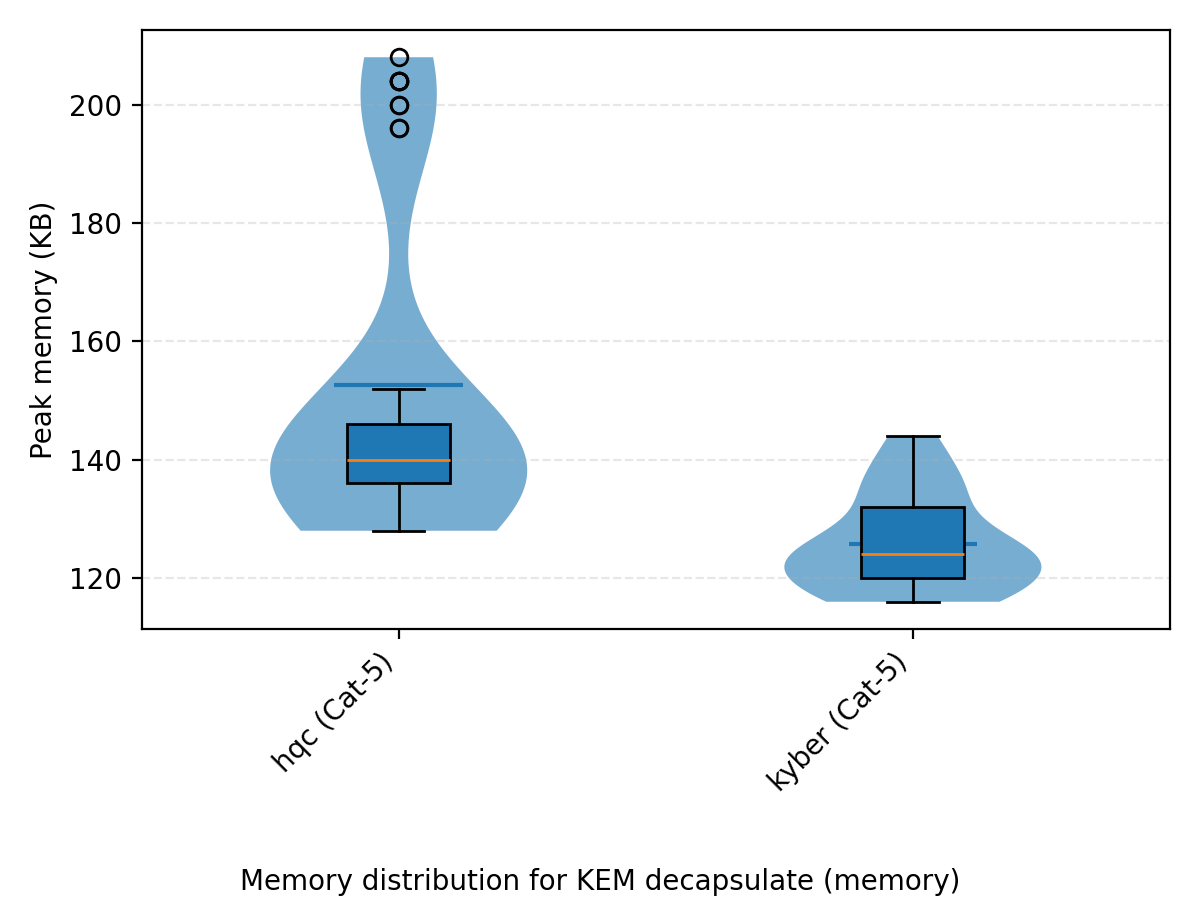 200
180
160
140
120
Peak memory (KB)
hqc (Cat-5)
kyber (Cat-5)
Memory distribution for KEM decapsulate (memory)